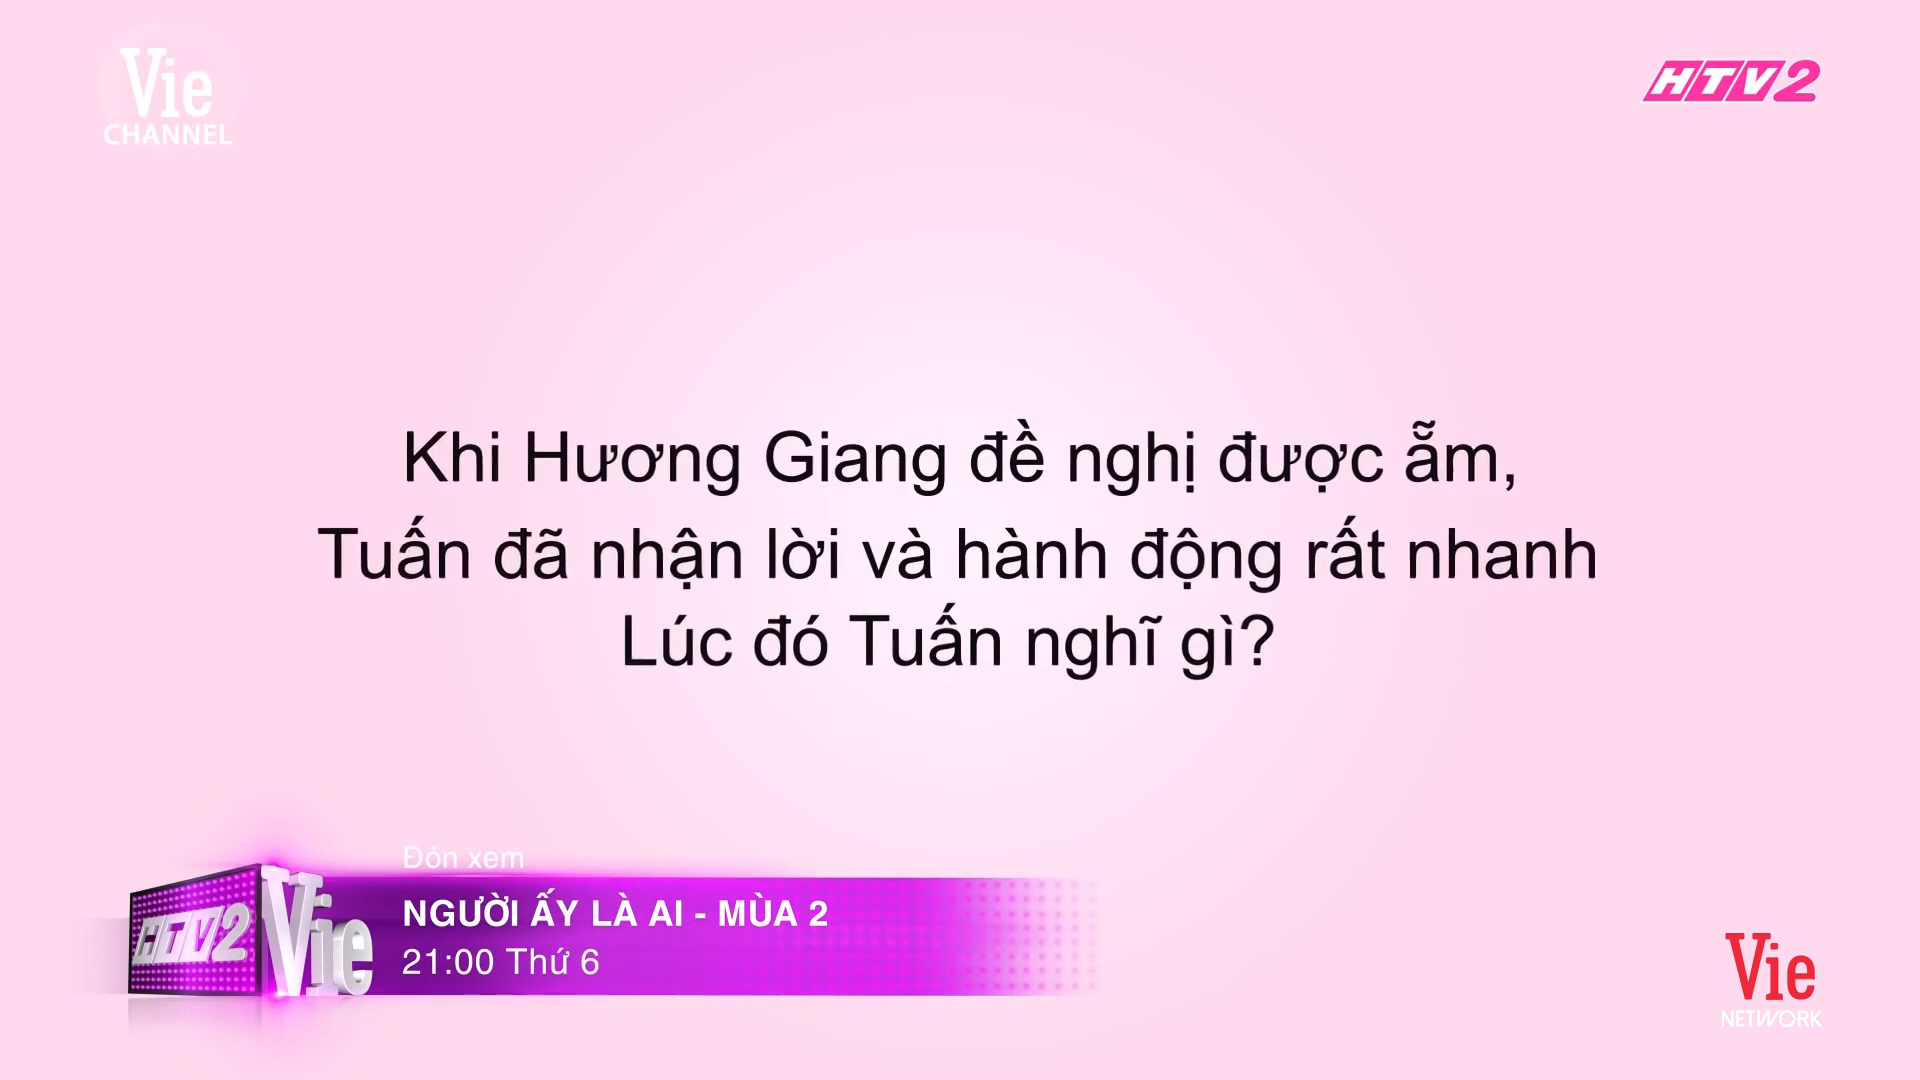 Vie
CHANNEL
HTV2
Khi Hương Giang đề nghị được ẵm,
Tuấn đã nhận lời và hành động rất nhanh
Lúc đó Tuấn nghĩ gì?
Đón xem
HTV2
Vie
NGƯỜI ẤY LÀ AI - MÙA 2
21:00 Thứ 6
Vie
NETWORK